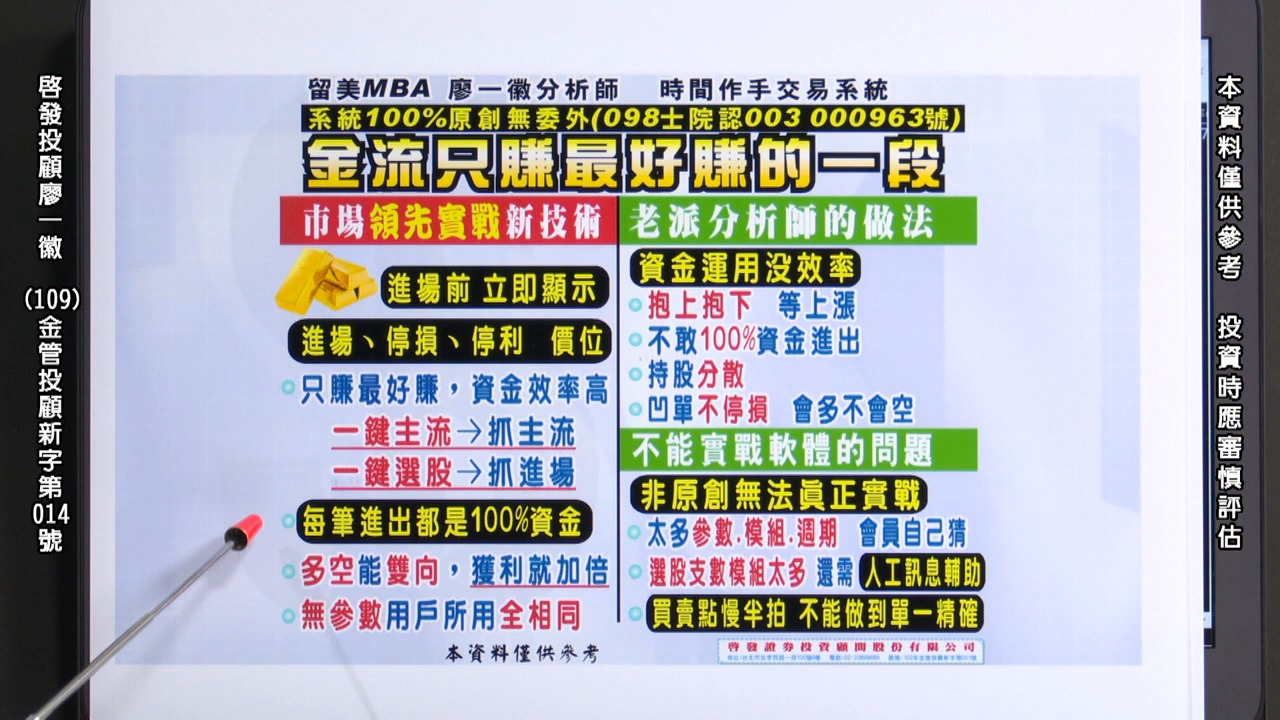 啓發投顧廖一徽 (109)金管投顧新字第014號
留美MBA 廖一徽分析師 時間作手交易系統
系統100%原創無委外(098士院認003 000963號)
金流只賺最好賺的一段
市場領先實戰新技術
進場前 立即顯示
進場、停損、停利 價位
只賺最好賺，資金效率高
一鍵主流→抓主流
一鍵選股→抓進場
每筆進出都是100%資金
多空能雙向，獲利就加倍
無參數用戶所用全相同
本資料僅供參考
老派分析師的做法
資金運用没效率
抱上抱下 等上漲
不敢100%資金進出
持股分散
凹單不停損 會多不會空
不能實戰軟體的問題
非原創無法眞正實戰
太多參數.模組.週期 會員自己猜
選股支數模組太多 還需 人工訊息輔助
買賣點慢半拍 不能做到單一精確
啓發證券投資顧問股份有限公司
本資料僅供參考 投資時應審慎評估